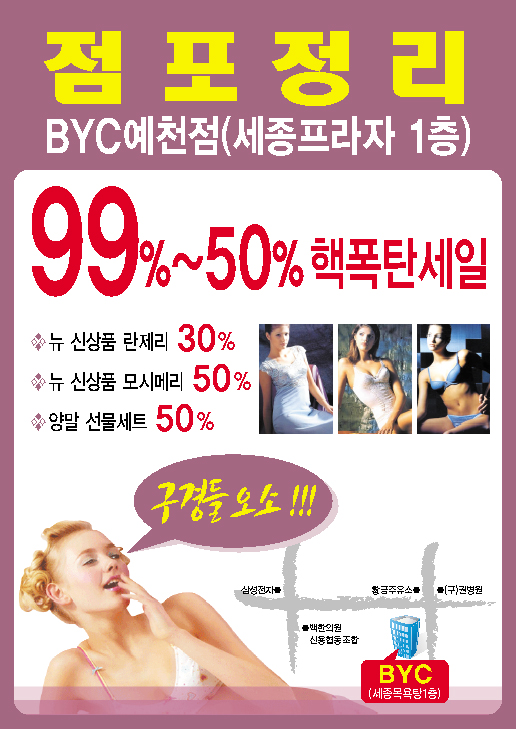 점포정리
BYC예천점(세종프라자 1층)
99%~50% 핵폭탄세일
뉴 신상품 란제리 30%
뉴 신상품 모시메리 50%
양말 선물세트 50%
구경들 오소!!!
삼성전자
황금주유소
(구)권병원
백한의원
신용협동조합
BYC
(세종목욕탕1층)